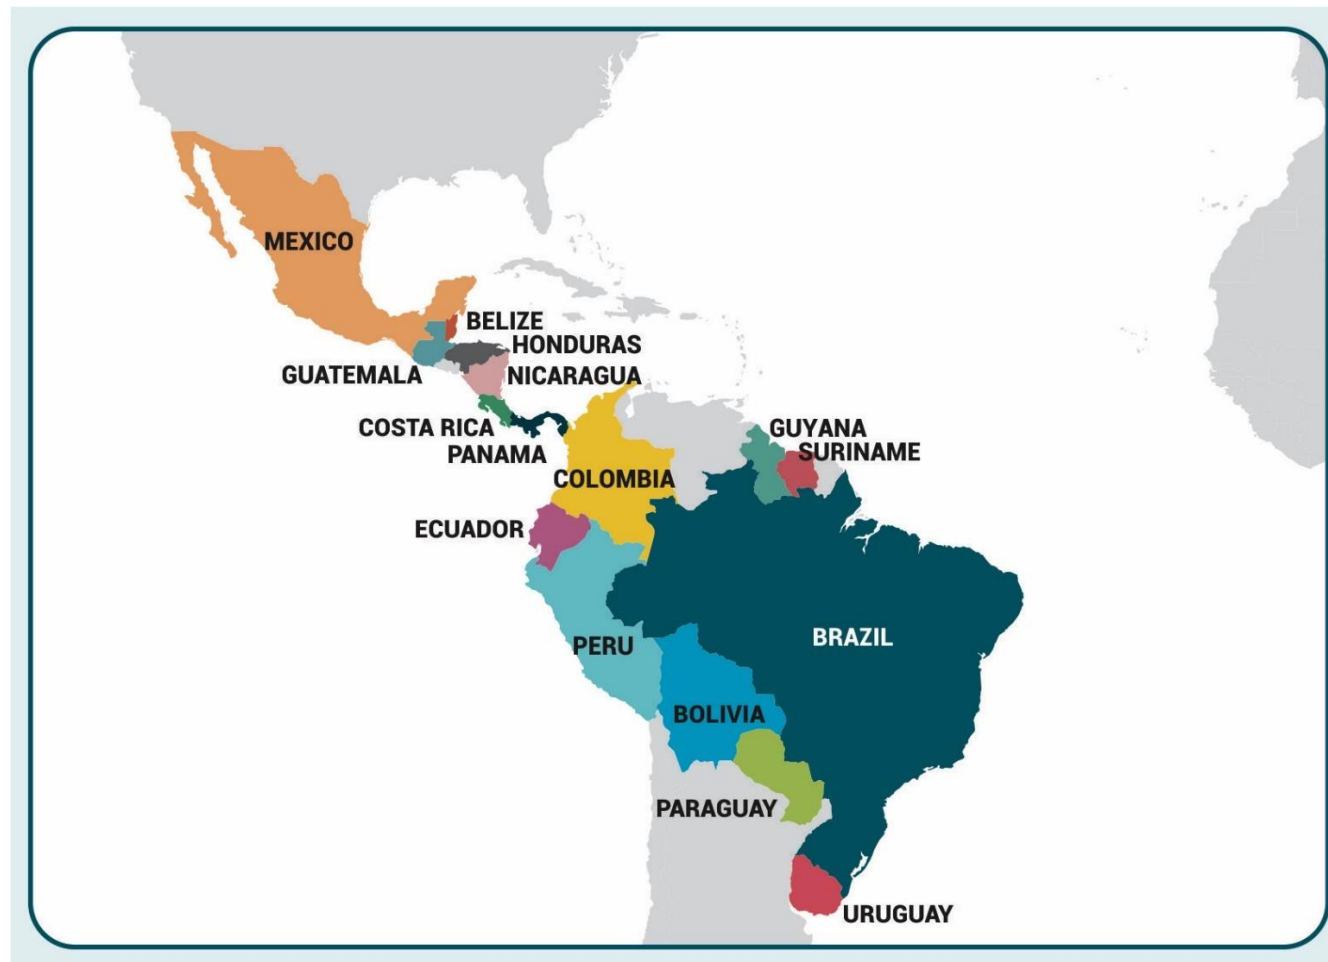 MEXICO
BELIZE
HONDURAS
GUATEMALA
NICARAGUA
COSTA RICA
PANAMA
GUYANA
SURINAME
COLOMBIA
ECUADOR
PERU
BRAZIL
BOLIVIA
PARAGUAY
URUGUAY